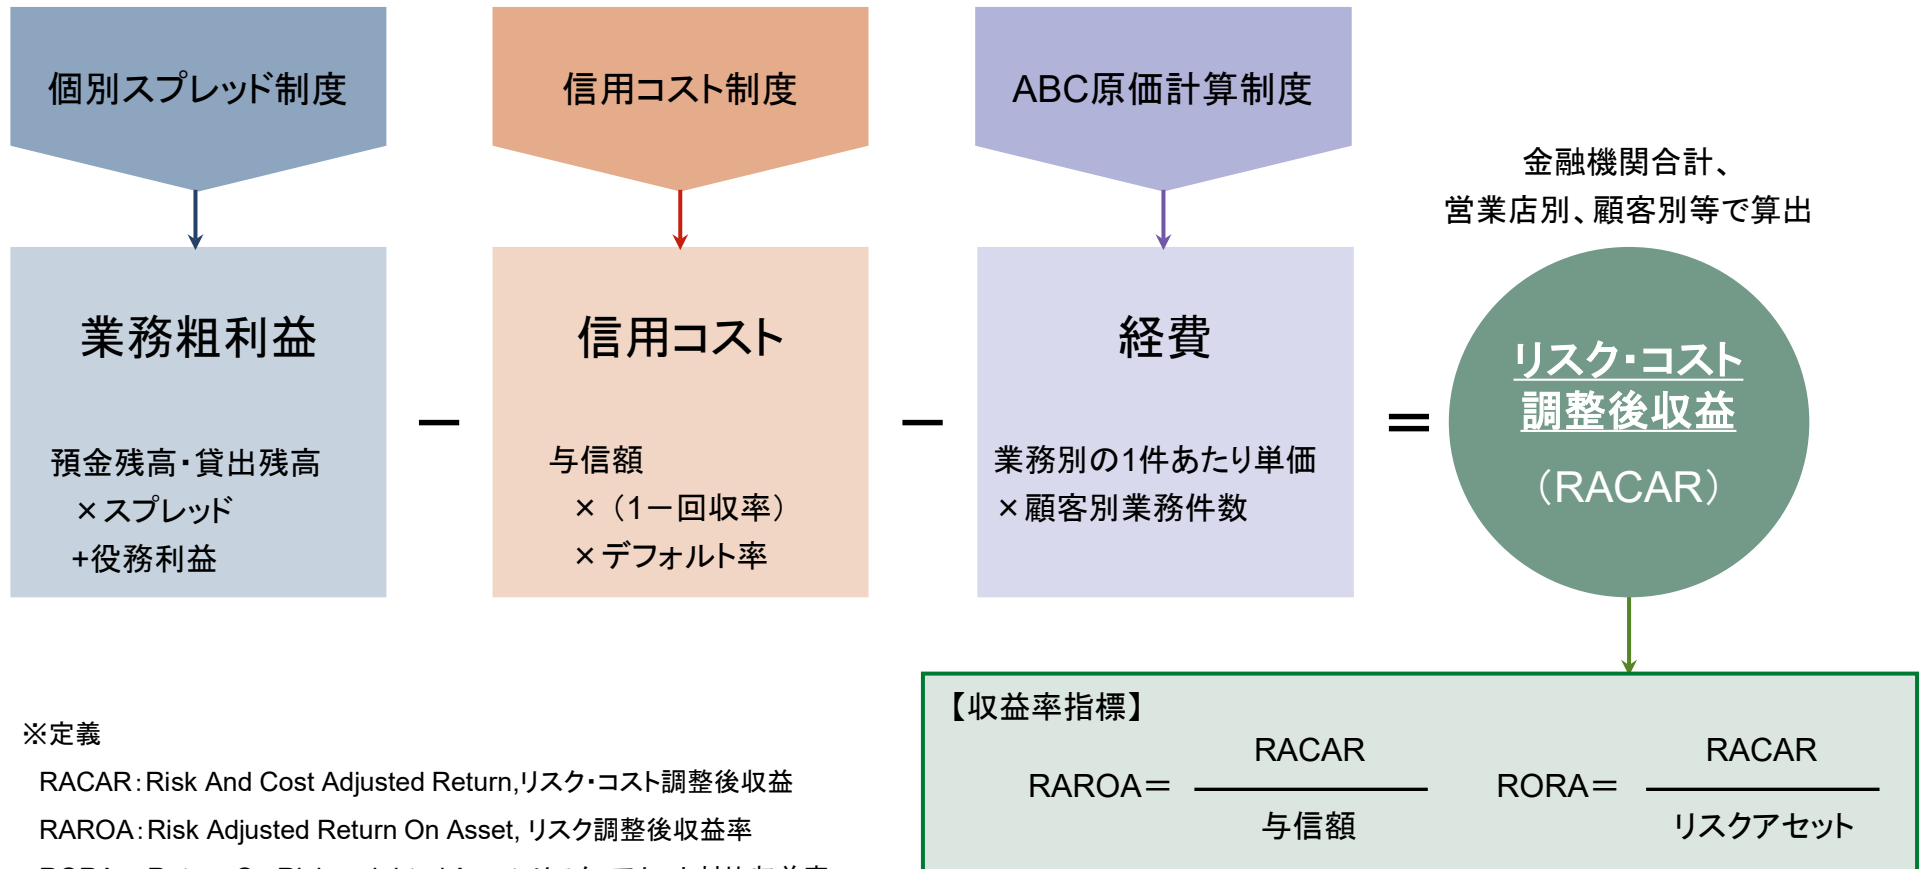 個別スプレッド制度
信用コスト制度
ABC原価計算制度
金融機関合計、
営業店別、顧客別等で算出
業務粗利益
預金残高・貸出残高
×スプレッド
+役務利益
－
信用コスト
与信額
×（1－回収率）
×デフォルト率
－
経費
業務別の1件あたり単価
×顧客別業務件数
＝
リスク・コスト
調整後収益
（RACAR）
【収益率指標】
RAROA＝
RACAR
与信額
RORA＝
RACAR
リスクアセット
※定義
RACAR：Risk And Cost Adjusted Return,リスク・コスト調整後収益
RAROA：Risk Adjusted Return On Asset, リスク調整後収益率